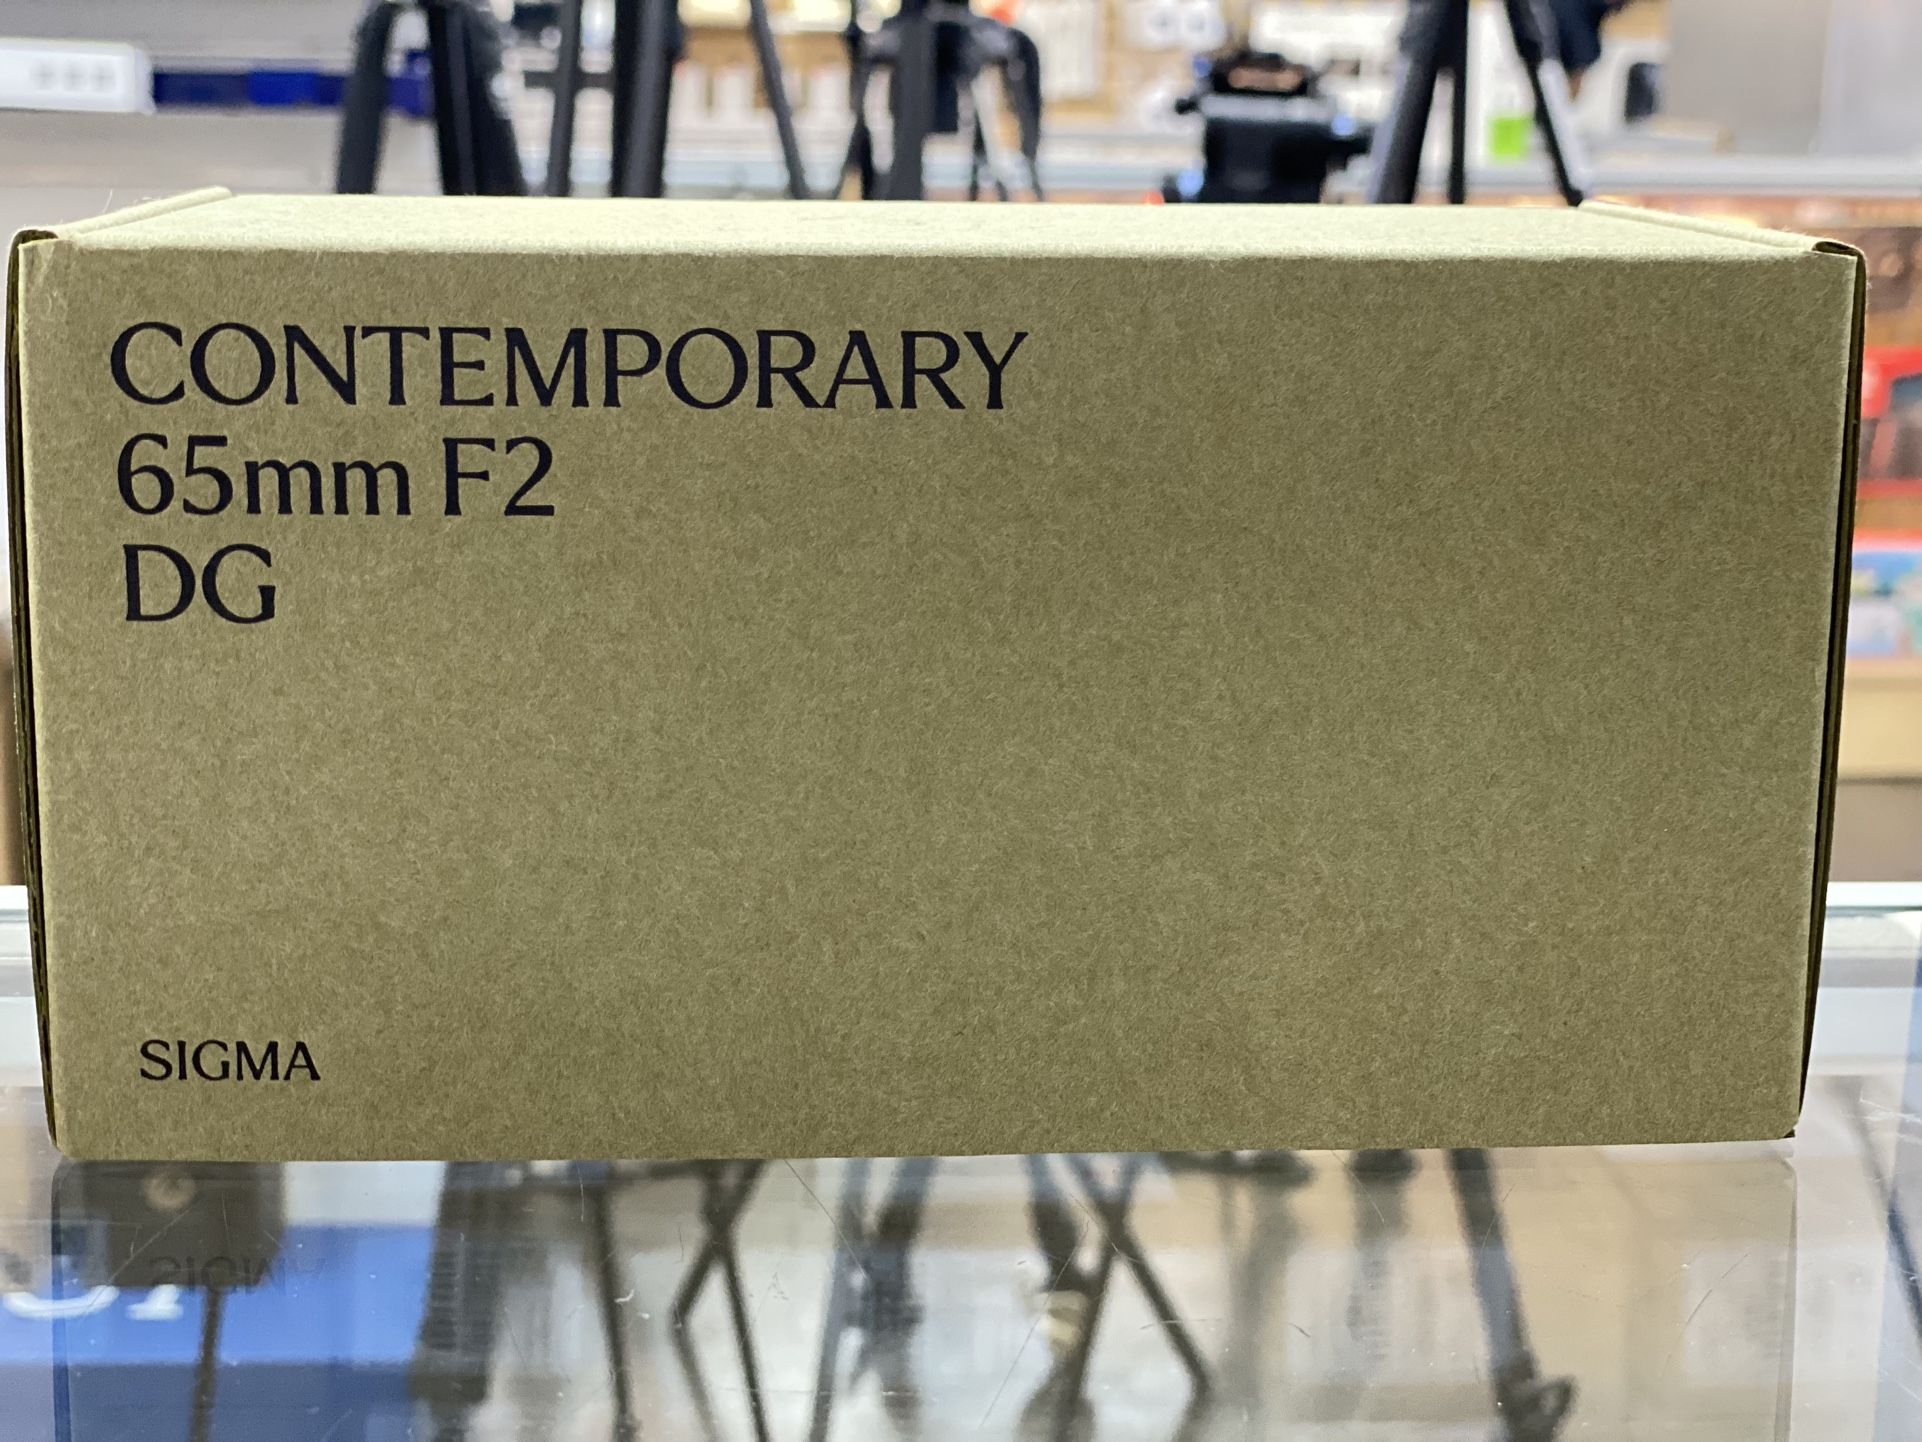 CONTEMPORARY
65mm F2
DG
SIGMA